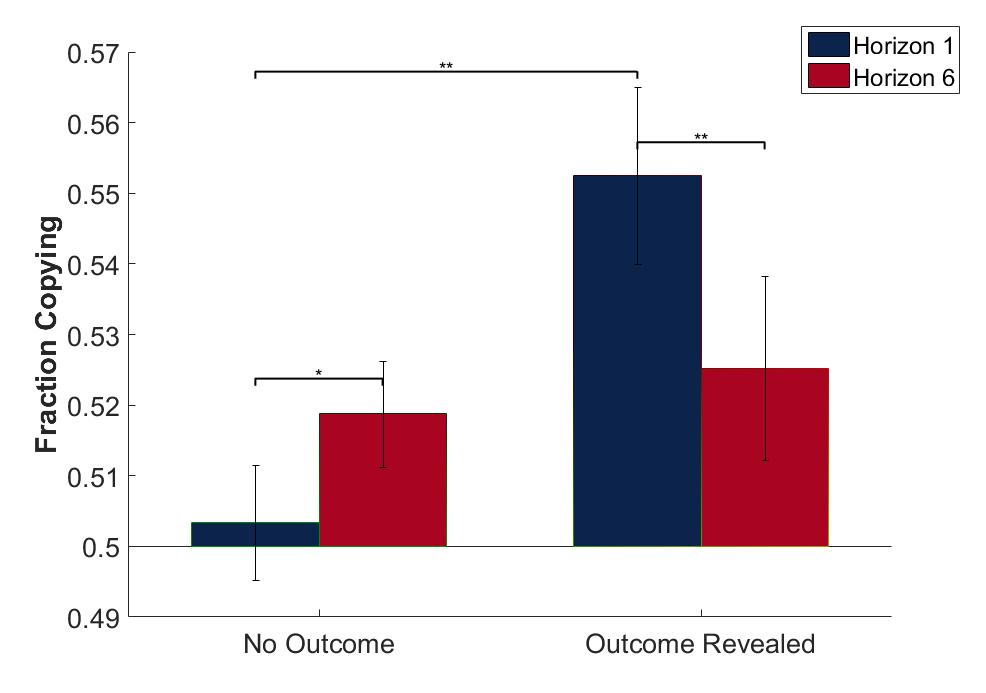 Horizon 1
Horizon 6
Fraction Copying
0.57
0.56
0.55
0.54
0.53
0.52
0.51
0.5
0.49
**
**
*
No Outcome
Outcome Revealed